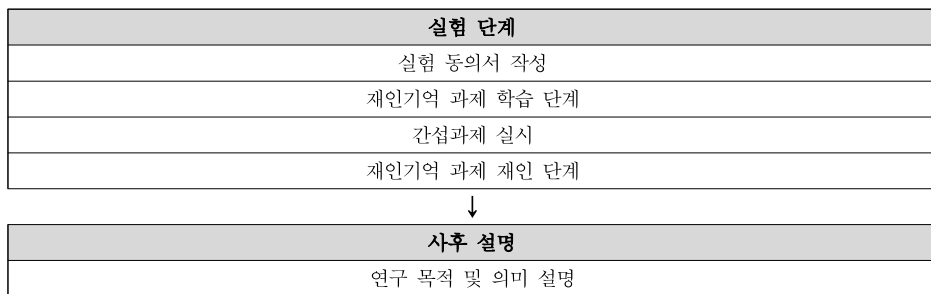 실험 단계
실험 동의서 작성
재인기억 과제 학습 단계
간섭과제 실시
재인기억 과제 재인 단계
↓
사후 설명
연구 목적 및 의미 설명